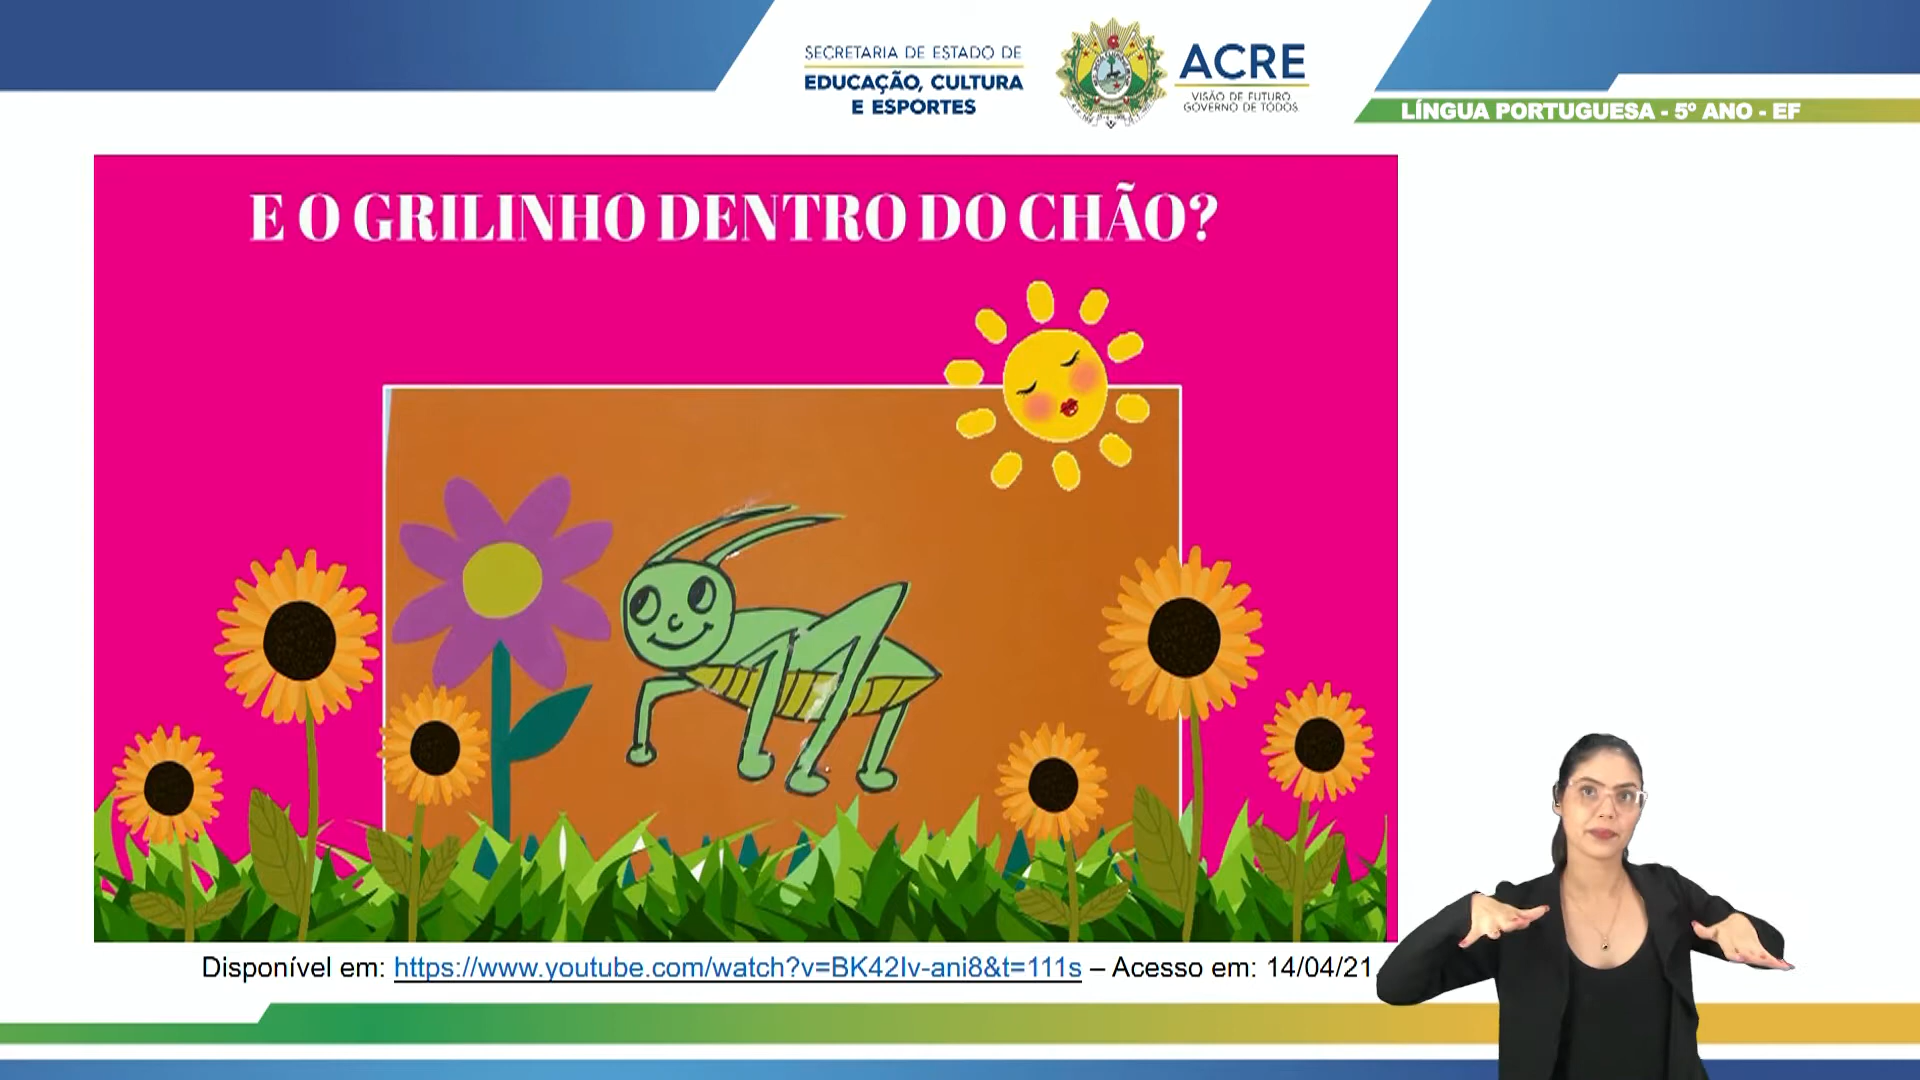 SECRETARIA DE ESTADO DE
EDUCAÇÃO, CULTURA
E ESPORTES
ACRE
VISÃO DE FUTURO
GOVERNO DE TODOS
LÍNGUA PORTUGUESA - 5º ANO - EF
E O GRILINHO DENTRO DO CHÃO?
Disponível em: https://www.youtube.com/watch?v=BK42Iv-ani8&t=111s – Acesso em: 14/04/21.